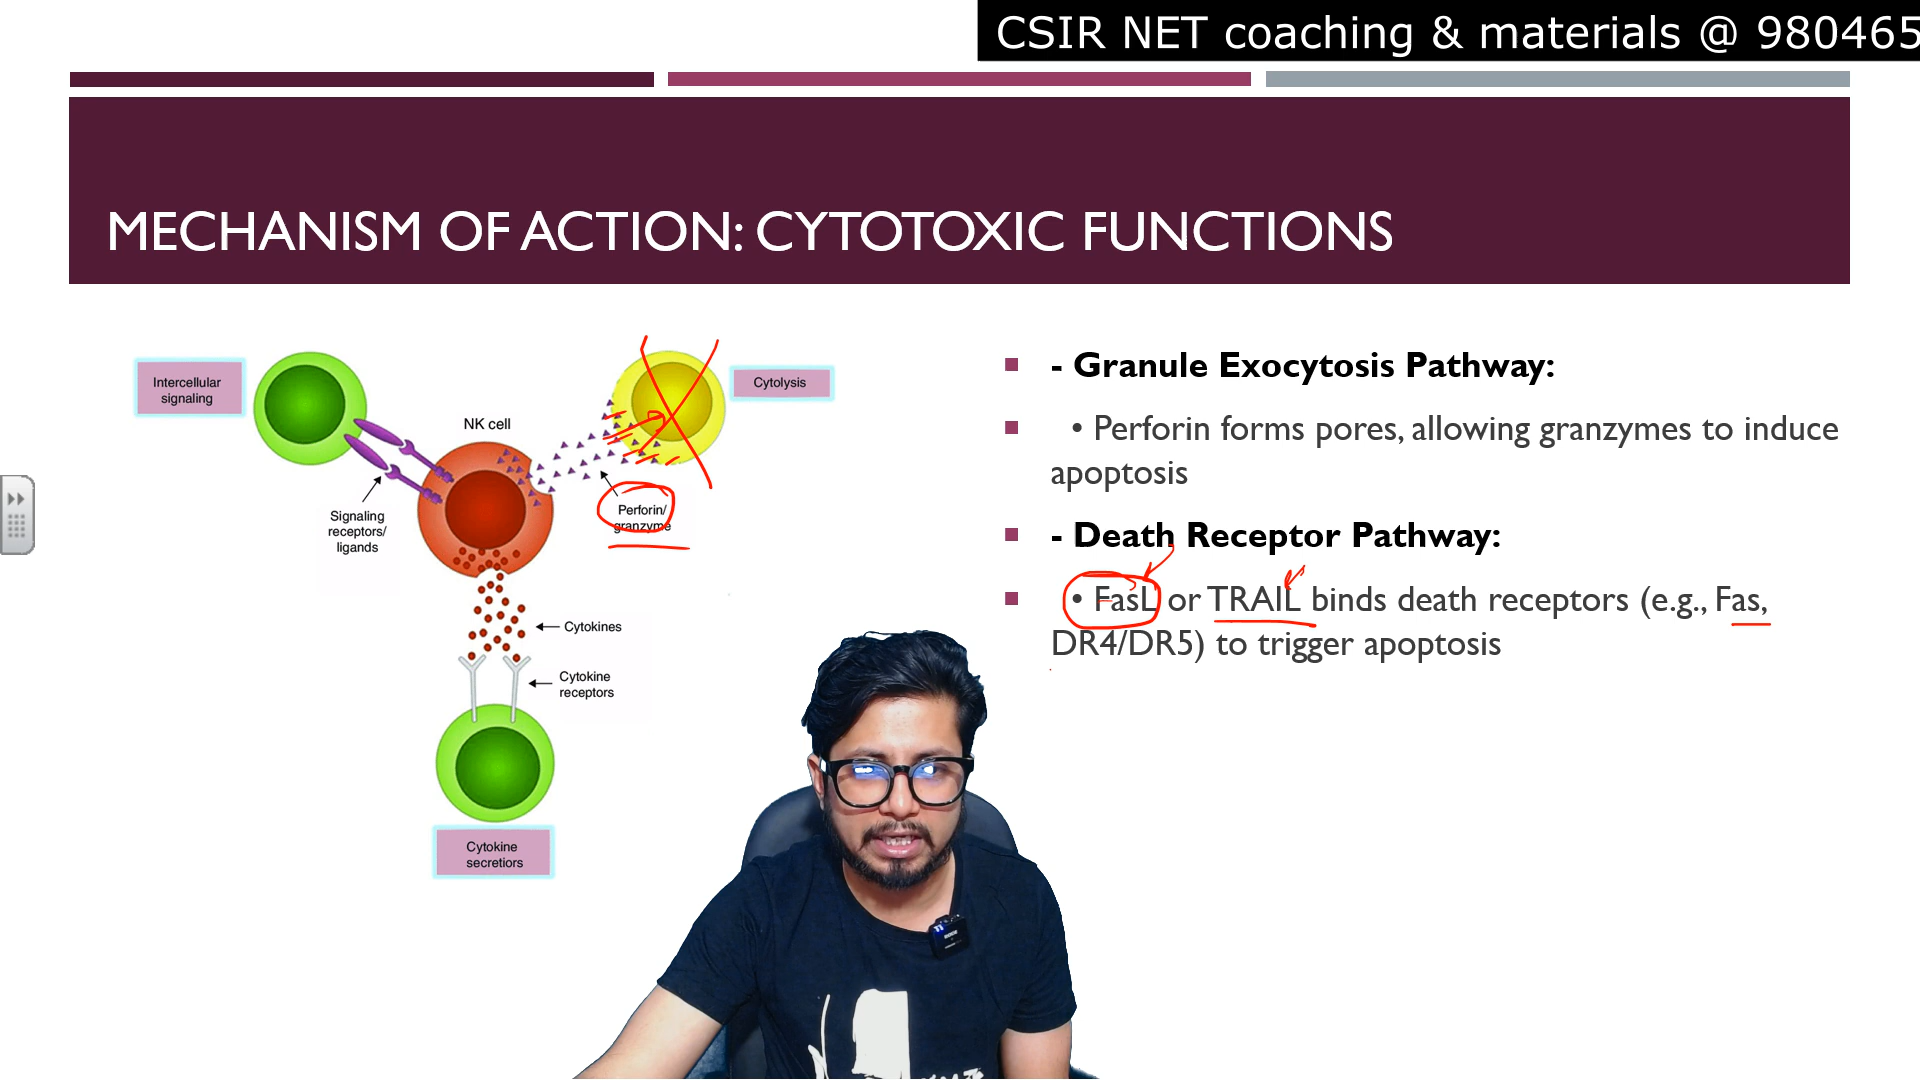 CSIR NET coaching & materials @ 980465
MECHANISM OF ACTION: CYTOTOXIC FUNCTIONS
Intercellular
signaling
NK cell
Cytolysis
Signaling
receptors/
ligands
Perforin/
granzyme
Cytokines
Cytokine
receptors
Cytokine
secretiors
- Granule Exocytosis Pathway:
• Perforin forms pores, allowing granzymes to induce
apoptosis
- Death Receptor Pathway:
• FasL or TRAIL binds death receptors (e.g., Fas,
DR4/DR5) to trigger apoptosis